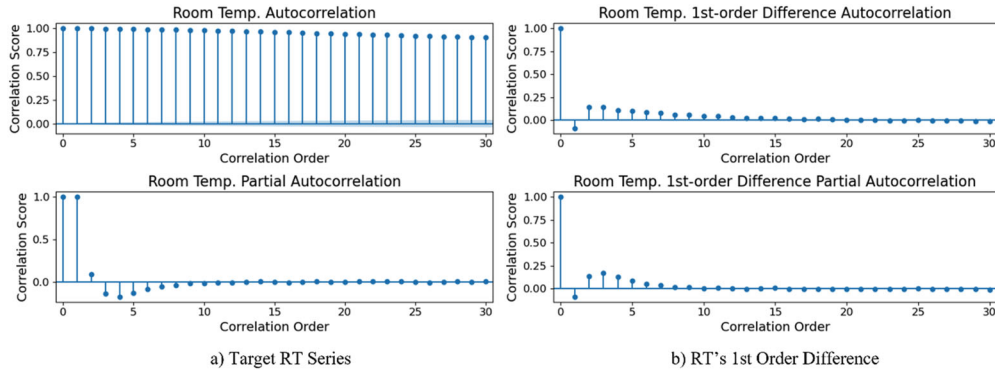 Room Temp. Autocorrelation
1.00
0.75
0.50
0.25
0.00
Correlation Score
0 5 10 15 20 25 30
Correlation Order
Room Temp. Partial Autocorrelation
1.0
0.5
0.0
Correlation Score
0 5 10 15 20 25 30
Correlation Order
a) Target RT Series
Room Temp. 1st-order Difference Autocorrelation
1.00
0.75
0.50
0.25
0.00
Correlation Score
0 5 10 15 20 25 30
Correlation Order
Room Temp. 1st-order Difference Partial Autocorrelation
1.00
0.75
0.50
0.25
0.00
Correlation Score
0 5 10 15 20 25 30
Correlation Order
b) RT's 1st Order Difference